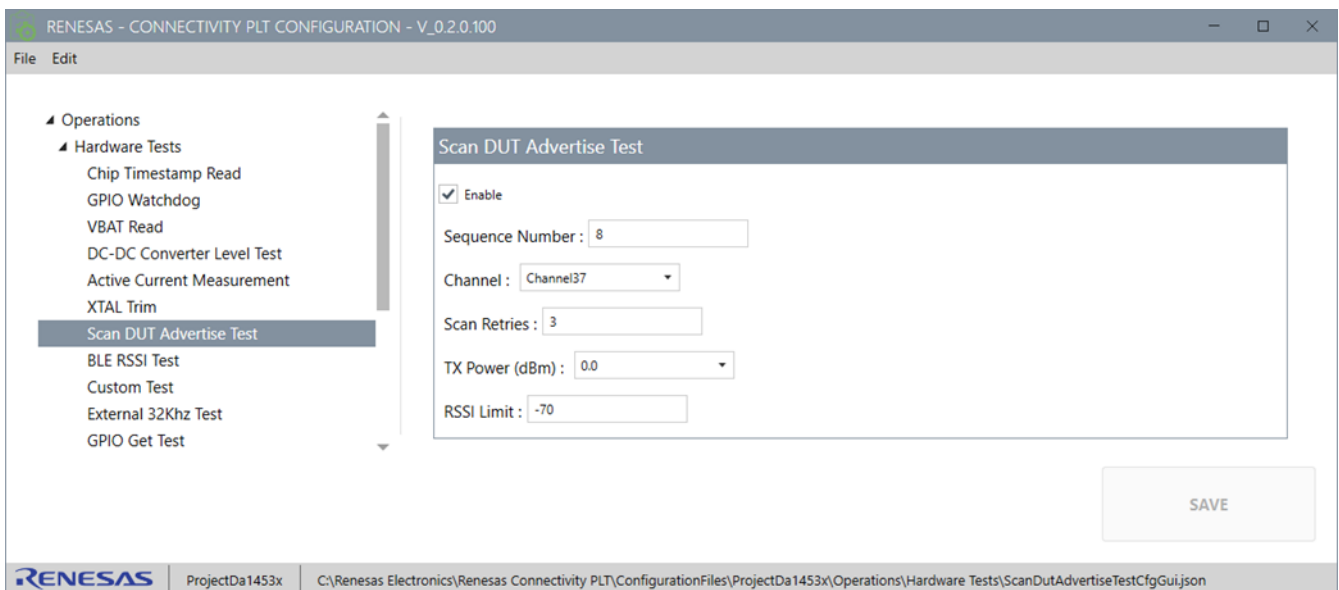 RENESAS - CONNECTIVITY PLT CONFIGURATION - V_0.2.0.100
File Edit
Operations
Hardware Tests
Chip Timestamp Read
GPIO Watchdog
VBAT Read
DC-DC Converter Level Test
Active Current Measurement
XTAL Trim
Scan DUT Advertise Test
BLE RSSI Test
Custom Test
External 32Khz Test
GPIO Get Test
Scan DUT Advertise Test
Enable
Sequence Number : 8
Channel : Channel37
Scan Retries : 3
TX Power (dBm) : 0.0
RSSI Limit : -70
SAVE
RENESAS ProjectDa1453x C:\Renesas Electronics\Renesas Connectivity PLT\ConfigurationFiles\ProjectDa1453x\Operations\Hardware Tests\ScanDutAdvertiseTestCfgGui.json